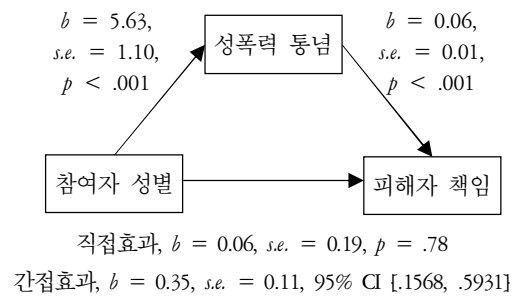 b = 5.63,
s.e. = 1.10,
p < .001
성폭력 통념
b = 0.06,
s.e. = 0.01,
p < .001
참여자 성별
피해자 책임
직접효과, b = 0.06, s.e. = 0.19, p = .78
간접효과, b = 0.35, s.e. = 0.11, 95% CI [.1568, .5931]